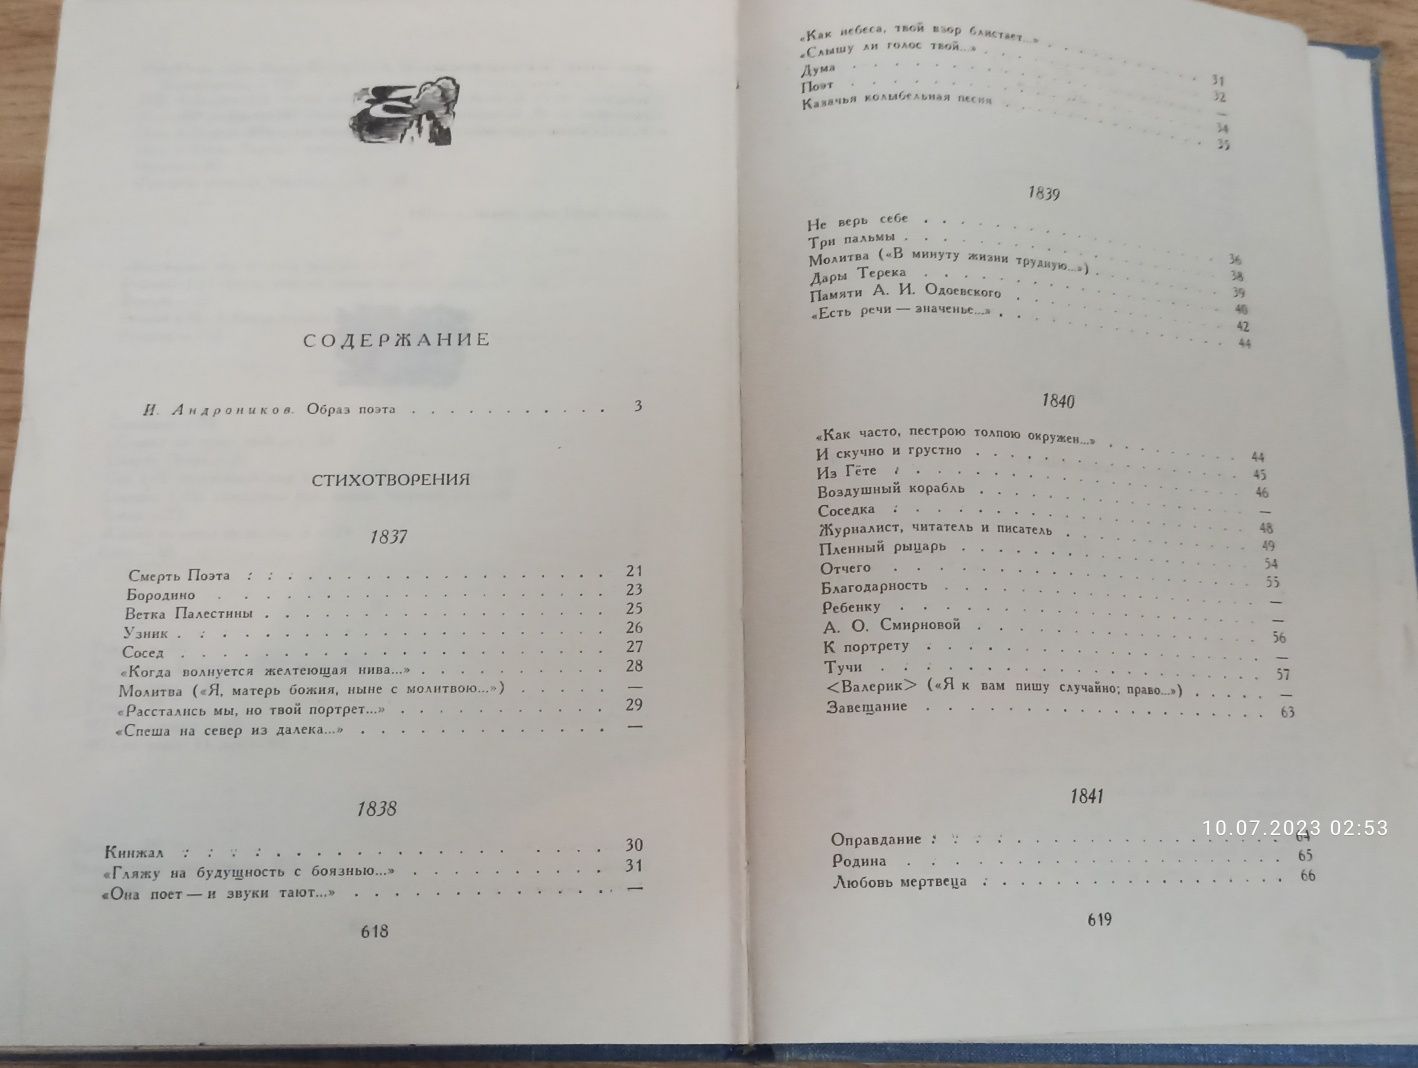 СОДЕРЖАНИЕ
И. Андроников. Образ поэта . . . . . . . . . . . 3
СТИХОТВОРЕНИЯ
1837
Смерть Поэта . . . . . . . . . . . 21
Бородино . . . . . . . . . . . 23
Ветка Палестины . . . . . . . . . . . 25
Узник . . . . . . . . . . . 26
Сосед . . . . . . . . . . . 27
«Когда волнуется желтеющая нива...» . . . . . . . . 28
Молитва («Я, матерь божия, ныне с молитвою...») . . . . . —
«Расстались мы, но твой портрет...» . . . . . . . . . 29
«Спеша на север из далека...» . . . . . . . . . . —
1838
Кинжал . . . . . . . . . . . 30
«Гляжу на будущность с боязнью...» . . . . . . . . . 31
«Она поет — и звуки тают...» . . . . . . . . . . —
618
«Как небеса, твой взор блистает...» . . . . . . . . 31
«Слышу ли голос твой...» . . . . . . . . . . 32
Дума . . . . . . . . . . . —
Поэт . . . . . . . . . . . 34
Казачья колыбельная песня . . . . . . . . . . 35
1839
Не верь себе . . . . . . . . . . . 36
Три пальмы . . . . . . . . . . . 38
Молитва («В минуту жизни трудную...») . . . . . . . 39
Дары Терека . . . . . . . . . . . 40
Памяти А. И. Одоевского . . . . . . . . . . 42
«Есть речи — значенье...» . . . . . . . . . . 44
1840
«Как часто, пестрою толпою окружен...» . . . . . . . 44
И скучно и грустно . . . . . . . . . . . 45
Из Гёте . . . . . . . . . . . 46
Воздушный корабль . . . . . . . . . . . —
Соседка . . . . . . . . . . . 48
Журналист, читатель и писатель . . . . . . . . . 49
Пленный рыцарь . . . . . . . . . . . 54
Отчего . . . . . . . . . . . 55
Благодарность . . . . . . . . . . . —
Ребенку . . . . . . . . . . . —
А. О. Смирновой . . . . . . . . . . . 56
К портрету . . . . . . . . . . . —
Тучи . . . . . . . . . . . 57
<Валерик> («Я к вам пишу случайно; право...») . . . . . —
Завещание . . . . . . . . . . . 63
1841
Оправдание . . . . . . . . . . . 64
Родина . . . . . . . . . . . 65
Любовь мертвеца . . . . . . . . . . . 66
619
10.07.2023 02:53